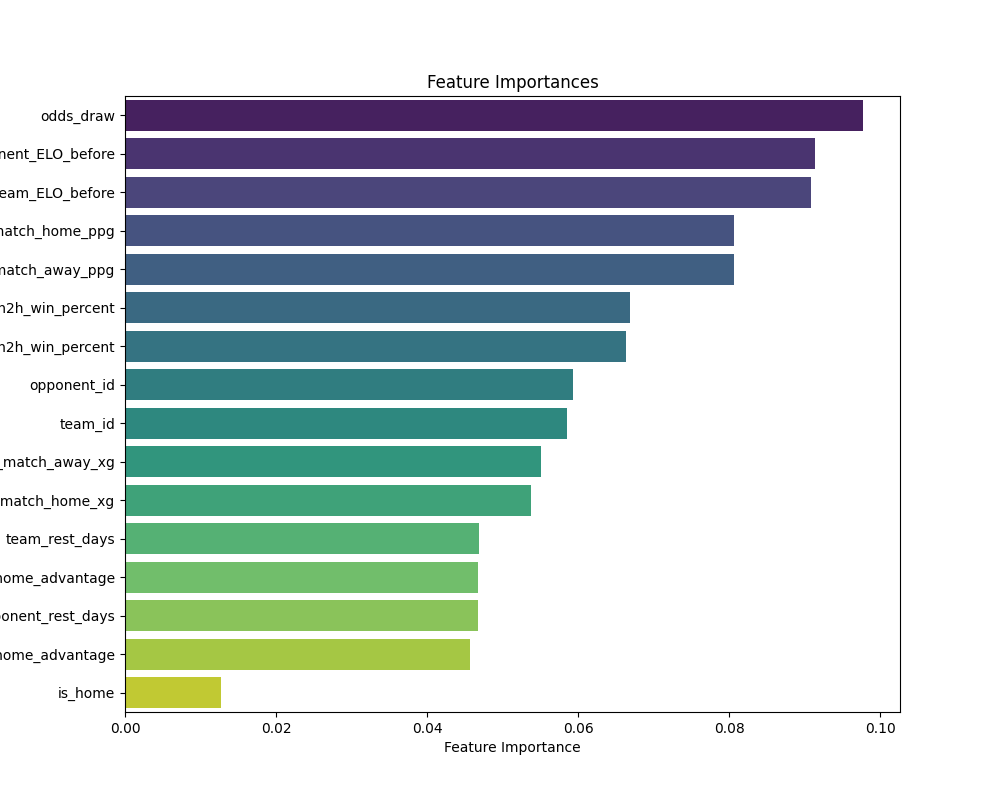 Feature Importances
odds_draw
nent_ELO_before
eam_ELO_before
match_home_ppg
match_away_ppg
h2h_win_percent
h2h_win_percent
opponent_id
team_id
_match_away_xg
match_home_xg
team_rest_days
home_advantage
onent_rest_days
home_advantage
is_home
0.00 0.02 0.04 0.06 0.08 0.10
Feature Importance